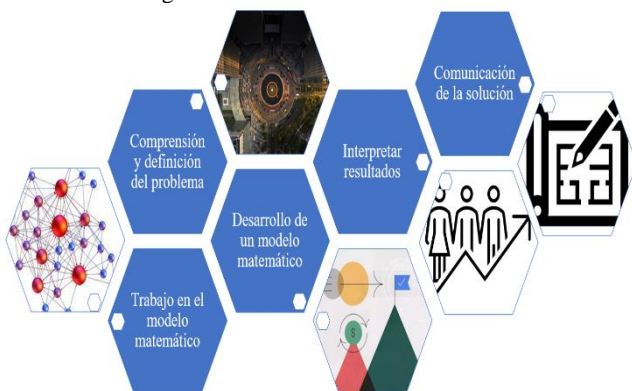 Comunicación
de la solución
Comprensión
y definición
del problema
Interpretar
resultados
Desarrollo de
un modelo
matemático
Trabajo en el
modelo
matemático
$